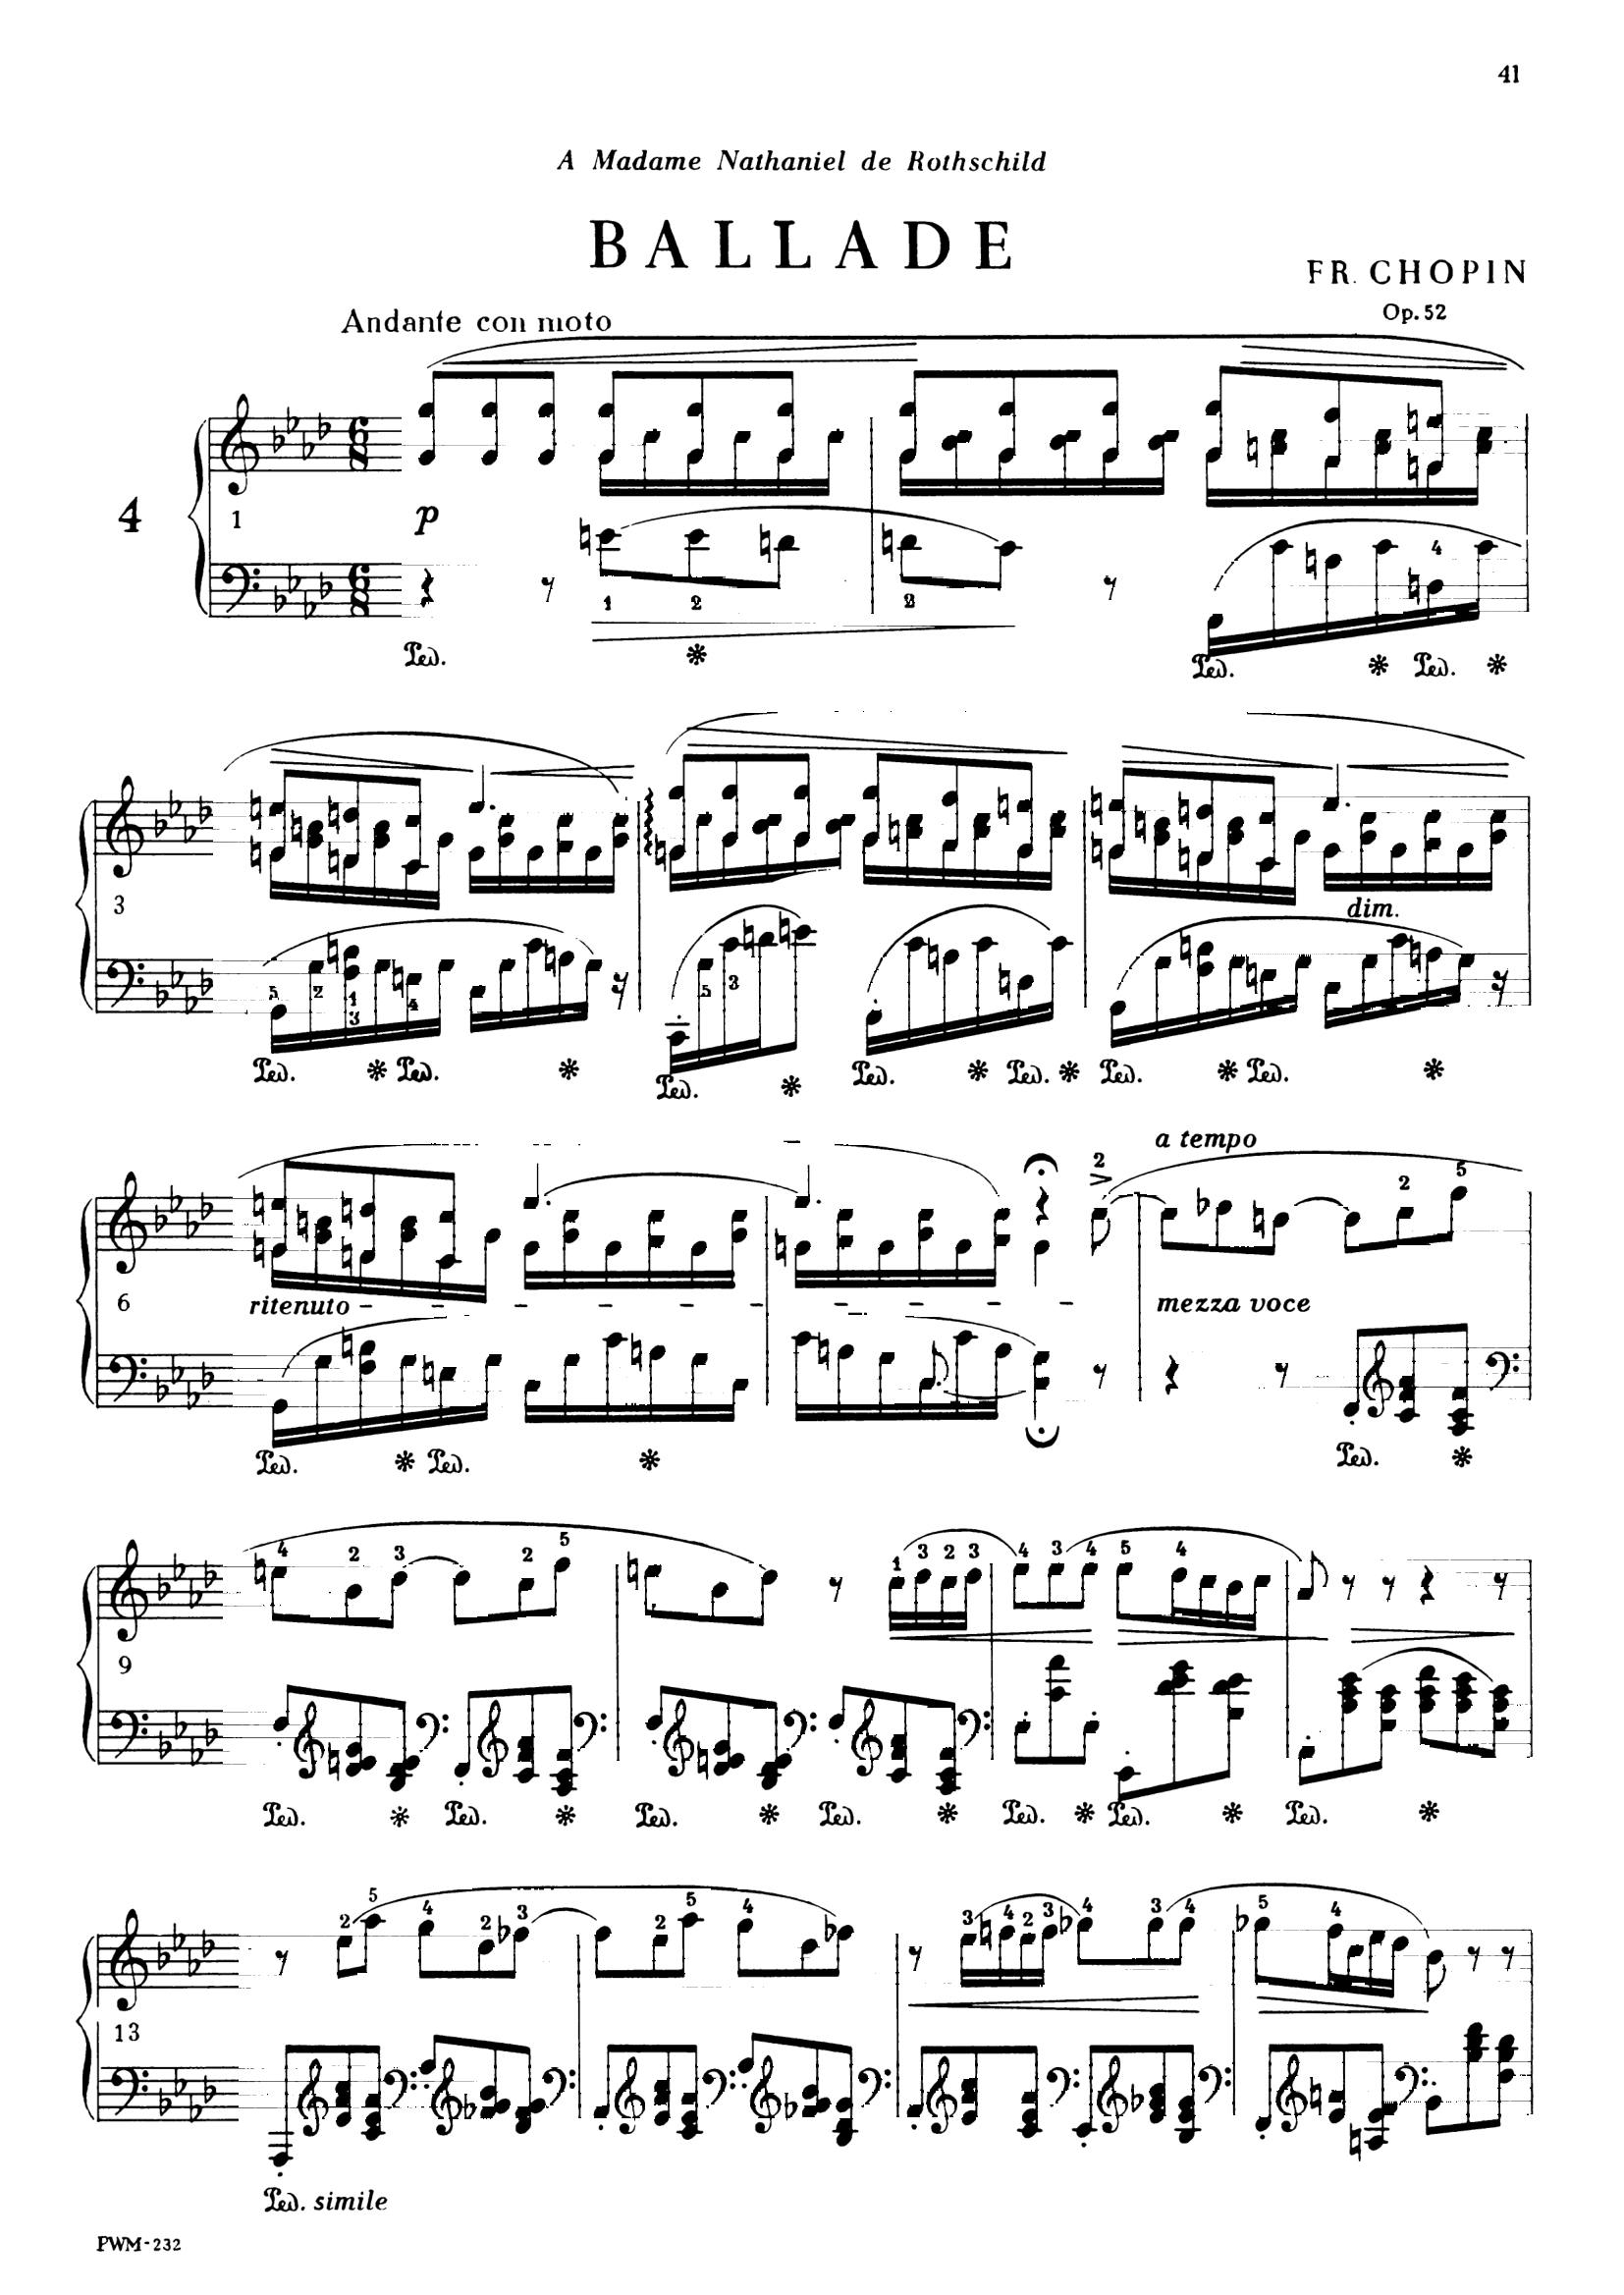 41
A Madame Nathaniel de Rothschild
BALLADE
FR. CHOPIN
Op. 52
Andante con moto
4
1
p
1 2 2 4
Ped. * Ped. * Ped. *
3
dim.
5 2 1 3 4 5 3
Ped. * Ped. * Ped. * Ped. * Ped. * Ped. * Ped. *
a tempo
2 2 5
6
ritenuto
mezza voce
Ped. * Ped. * Ped. *
4 2 3 2 5 1 3 2 3 4 3 4 5 4
9
Ped. * Ped. * Ped. * Ped. * Ped. * Ped. * Ped. *
2 5 4 2 3 2 5 4 3 4 2 3 4 3 4 5 4
13
Ped. simile
PWM-232